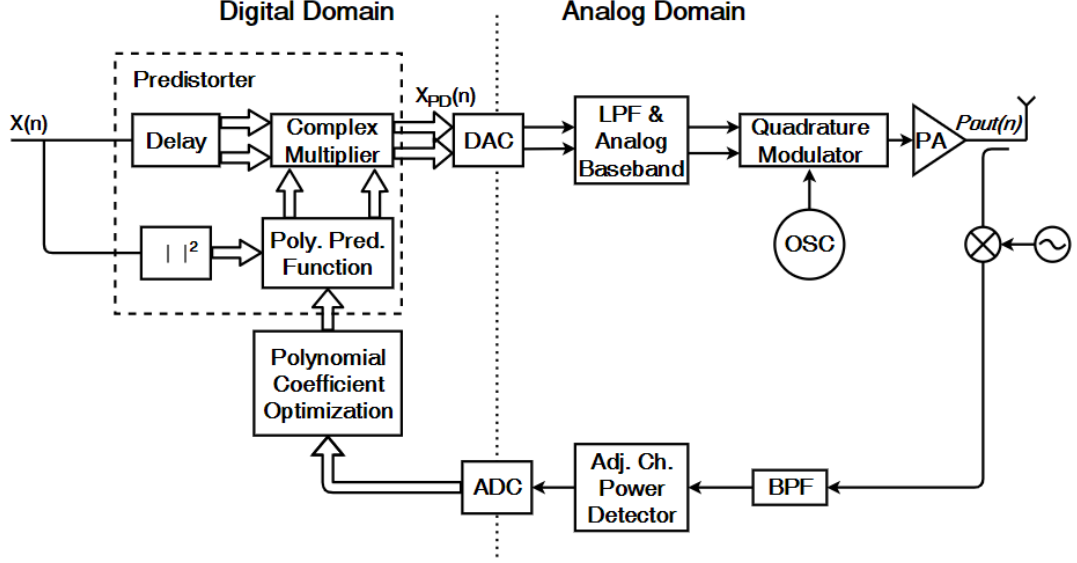 Digital Domain
Analog Domain
Predistorter
X(n)
Delay
Complex
Multiplier
XPD(n)
DAC
LPF &
Analog
Baseband
Quadrature
Modulator
PA
Pout(n)
| |²
Poly. Pred.
Function
OSC
Polynomial
Coefficient
Optimization
ADC
Adj. Ch.
Power
Detector
BPF